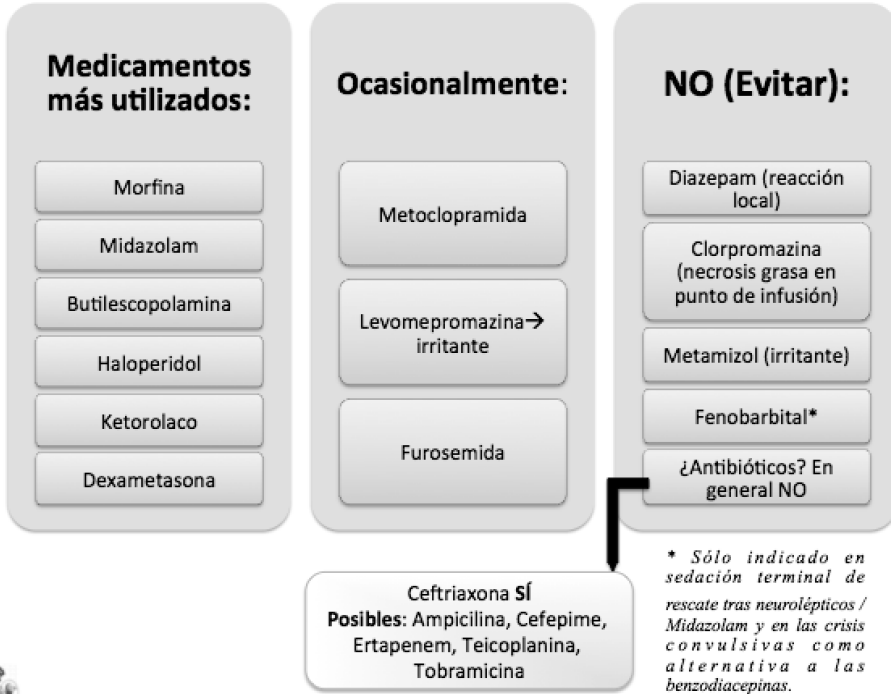 Medicamentos
más utilizados:
Morfina
Midazolam
Butilescopolamina
Haloperidol
Ketorolaco
Dexametasona
Ocasionalmente:
Metoclopramida
Levomepromazina→
irritante
Furosemida
NO (Evitar):
Diazepam (reacción
local)
Clorpromazina
(necrosis grasa en
punto de infusión)
Metamizol (irritante)
Fenobarbital*
¿Antibióticos? En
general NO
Ceftriaxona SÍ
Posibles: Ampicilina, Cefepime,
Ertapenem, Teicoplanina,
Tobramicina
* Sólo indicado en
sedación terminal de
rescate tras neurolépticos /
Midazolam y en las crisis
convulsivas como
alternativa a las
benzodiacepinas.